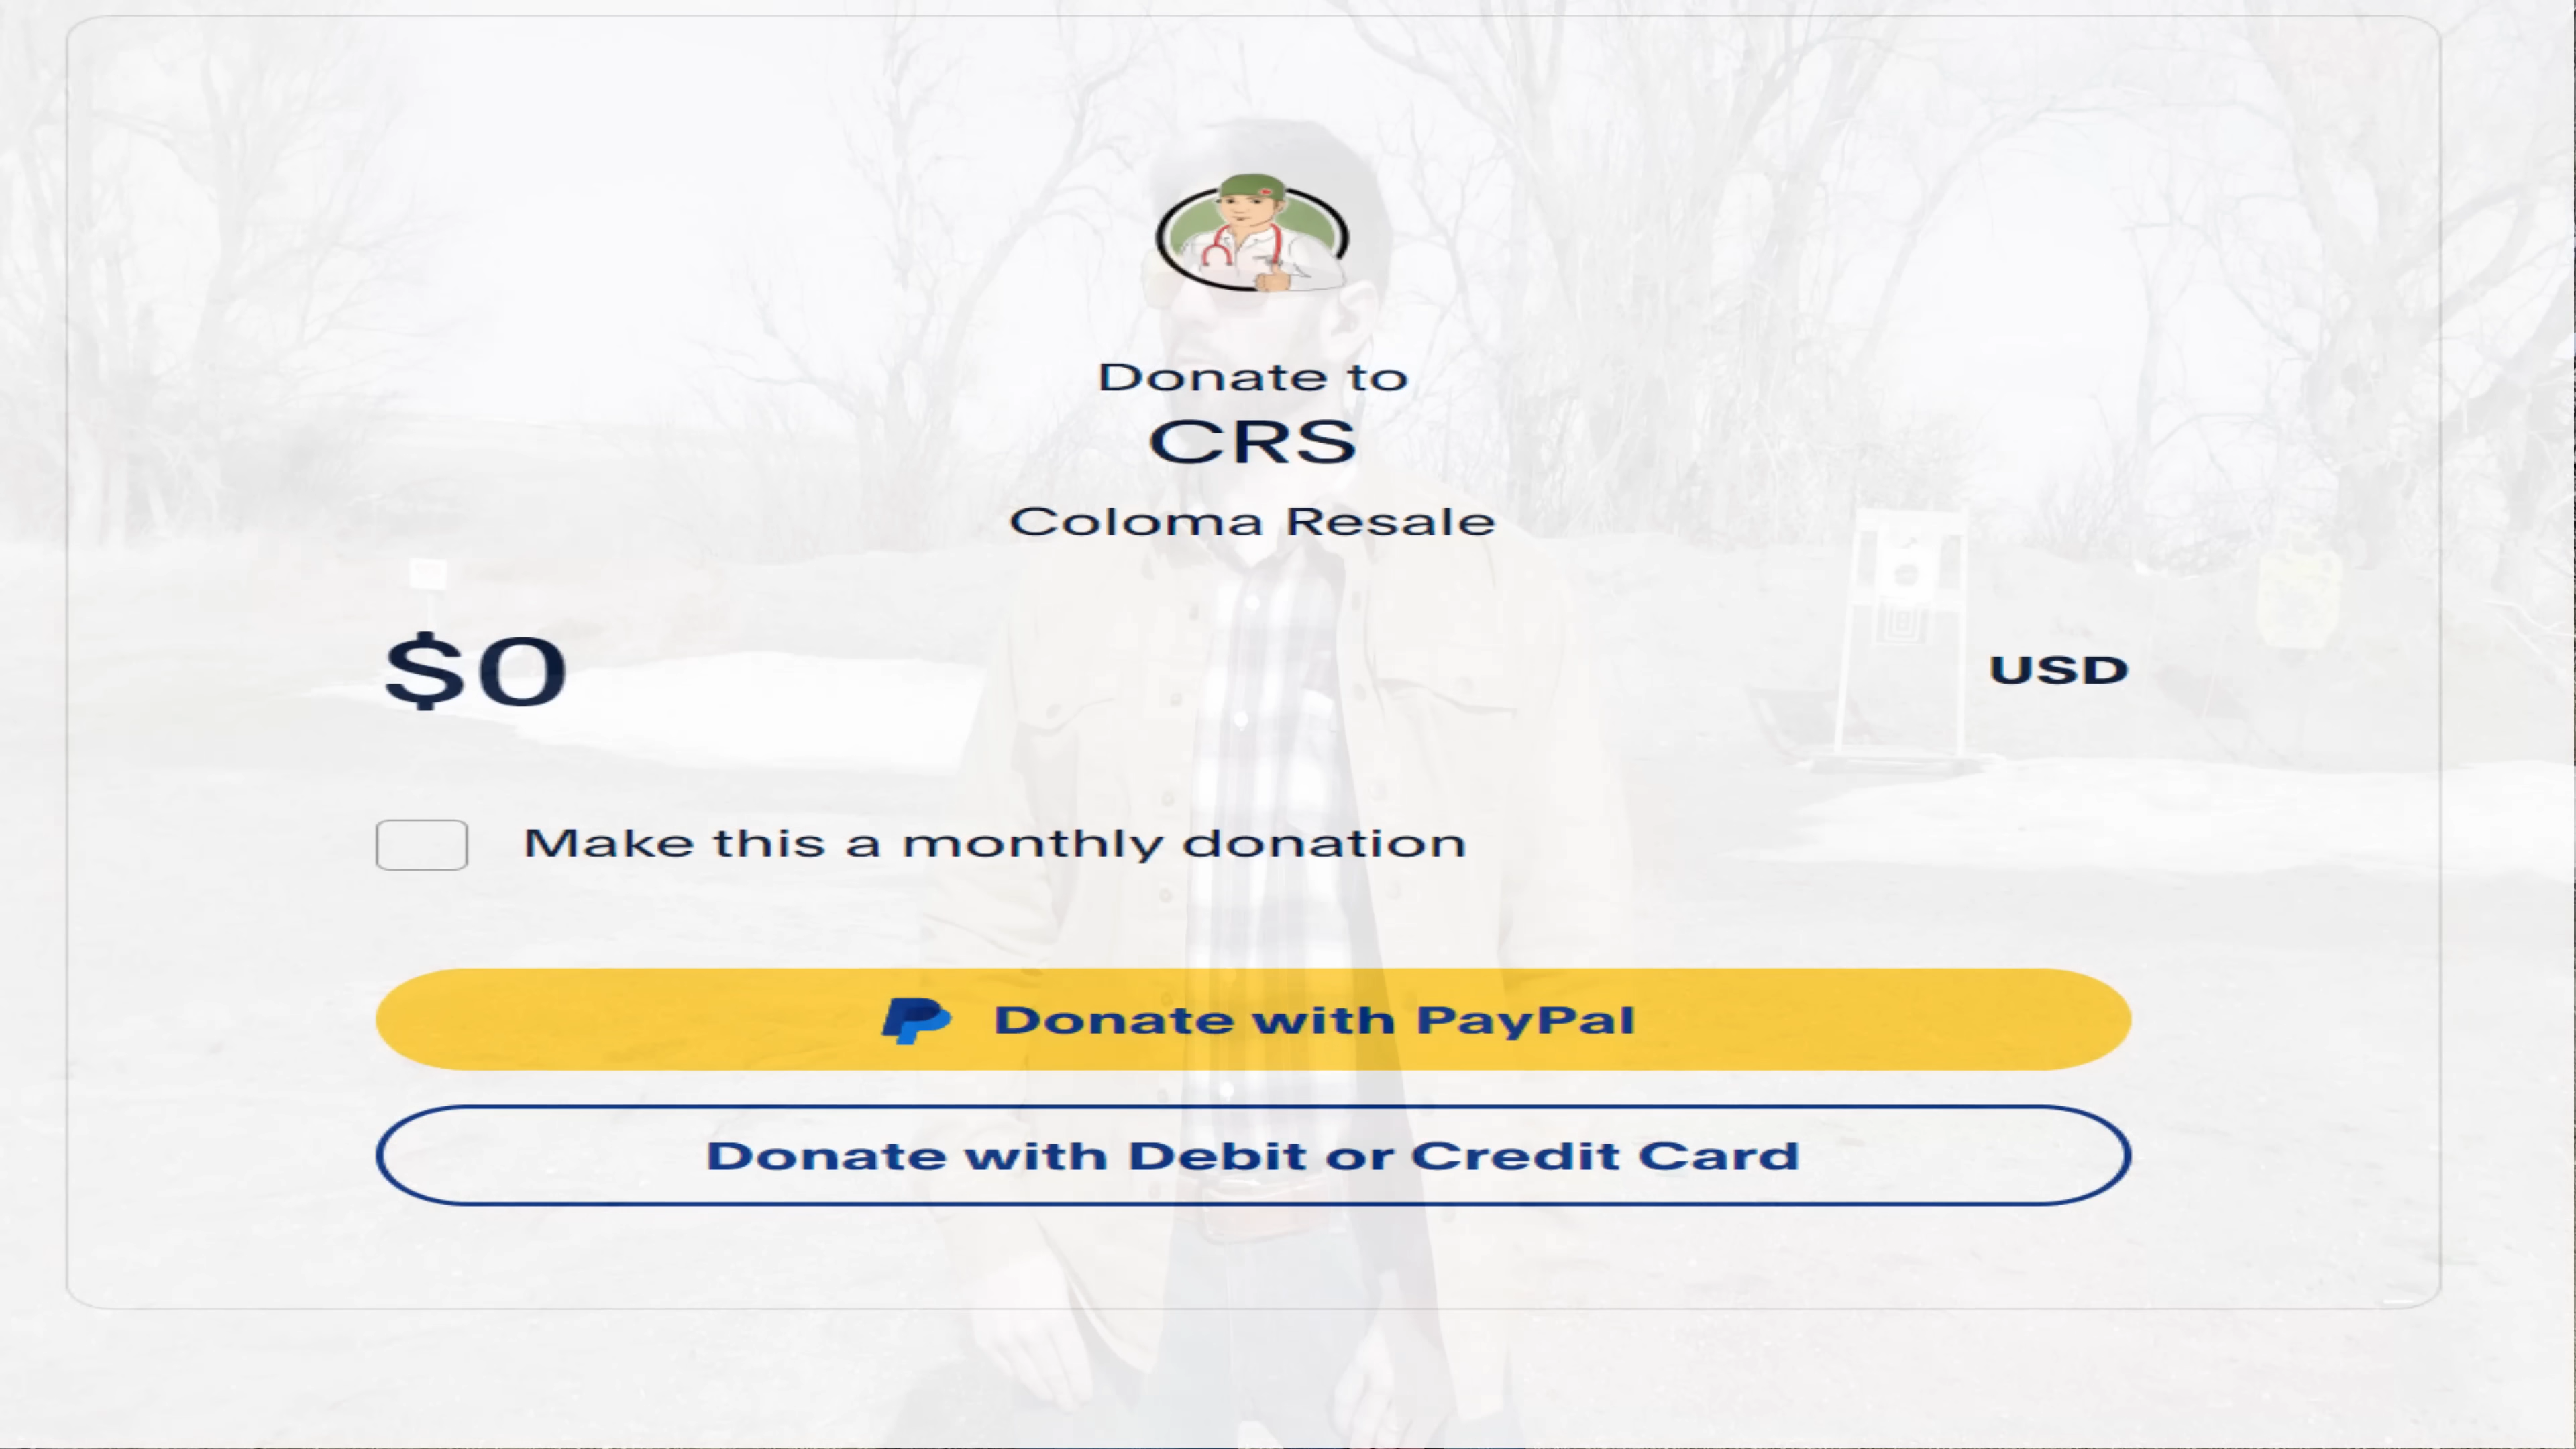 Donate to
CRS
Coloma Resale
$0 USD
Make this a monthly donation
Donate with PayPal
Donate with Debit or Credit Card